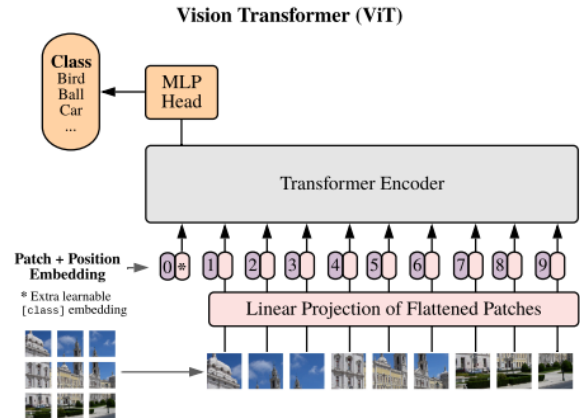 Vision Transformer (ViT)
Class
Bird
Ball
Car
...
MLP
Head
Transformer Encoder
Patch + Position
Embedding
0 * 1 2 3 4 5 6 7 8 9
* Extra learnable
[class] embedding
Linear Projection of Flattened Patches